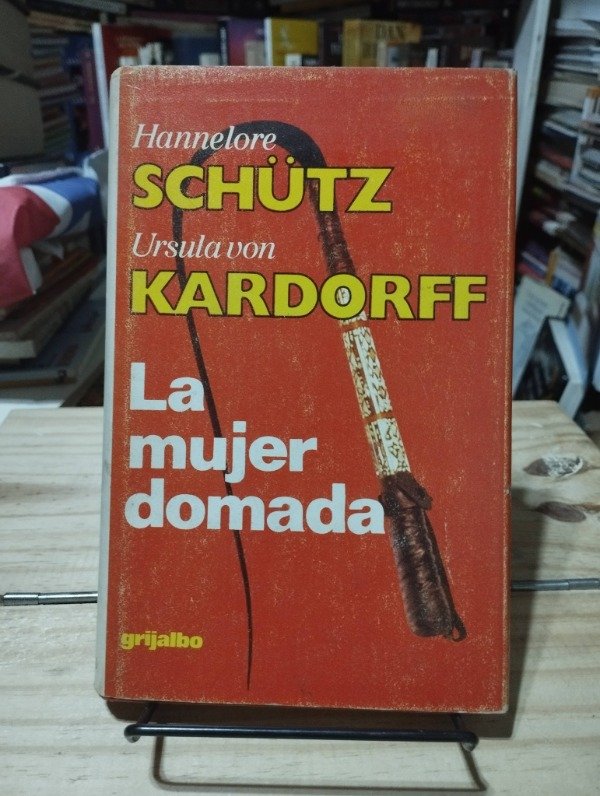 Hannelore
SCHÜTZ
Ursula von
KARDORFF
La
mujer
domada
grijalbo